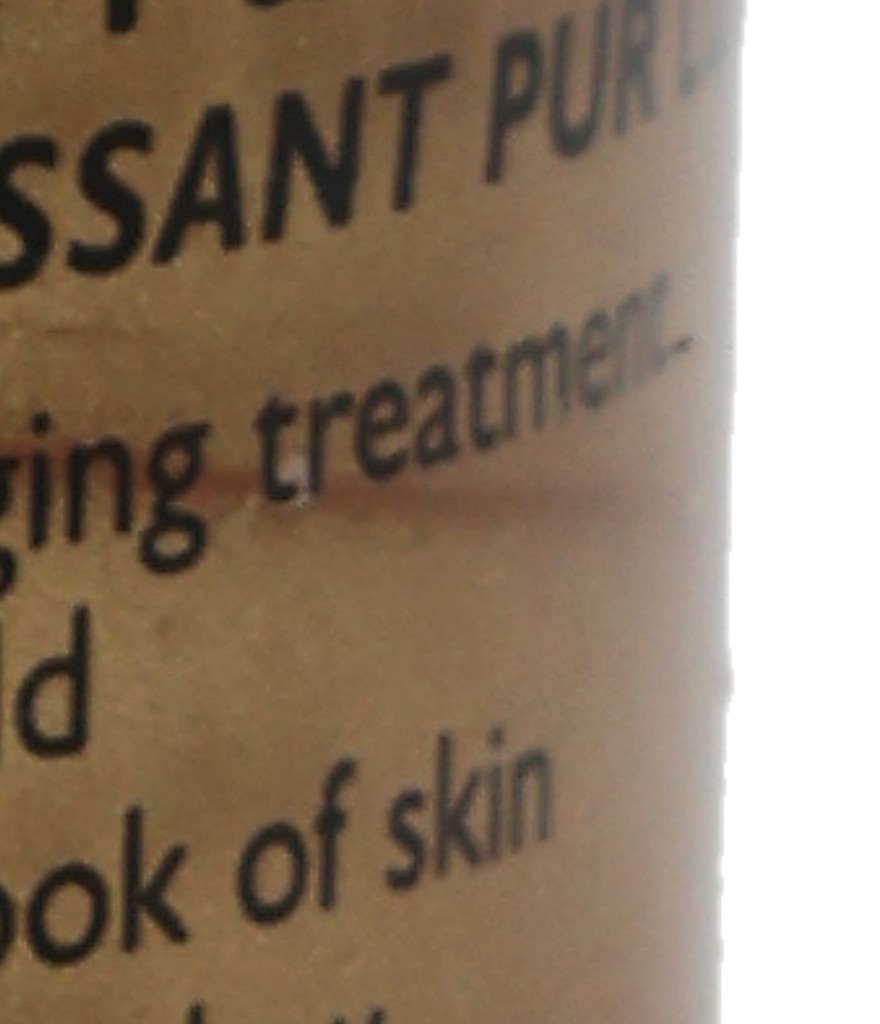 SSANT PUR
ging treatment
ld
ook of skin